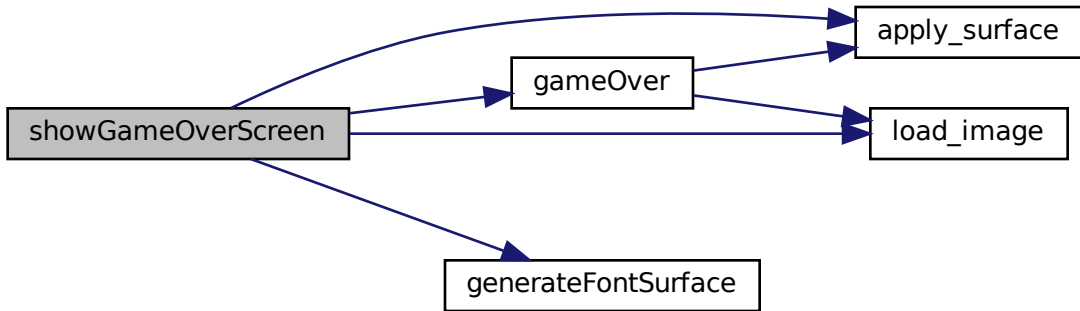 apply_surface
gameOver
showGameOverScreen
load_image
generateFontSurface